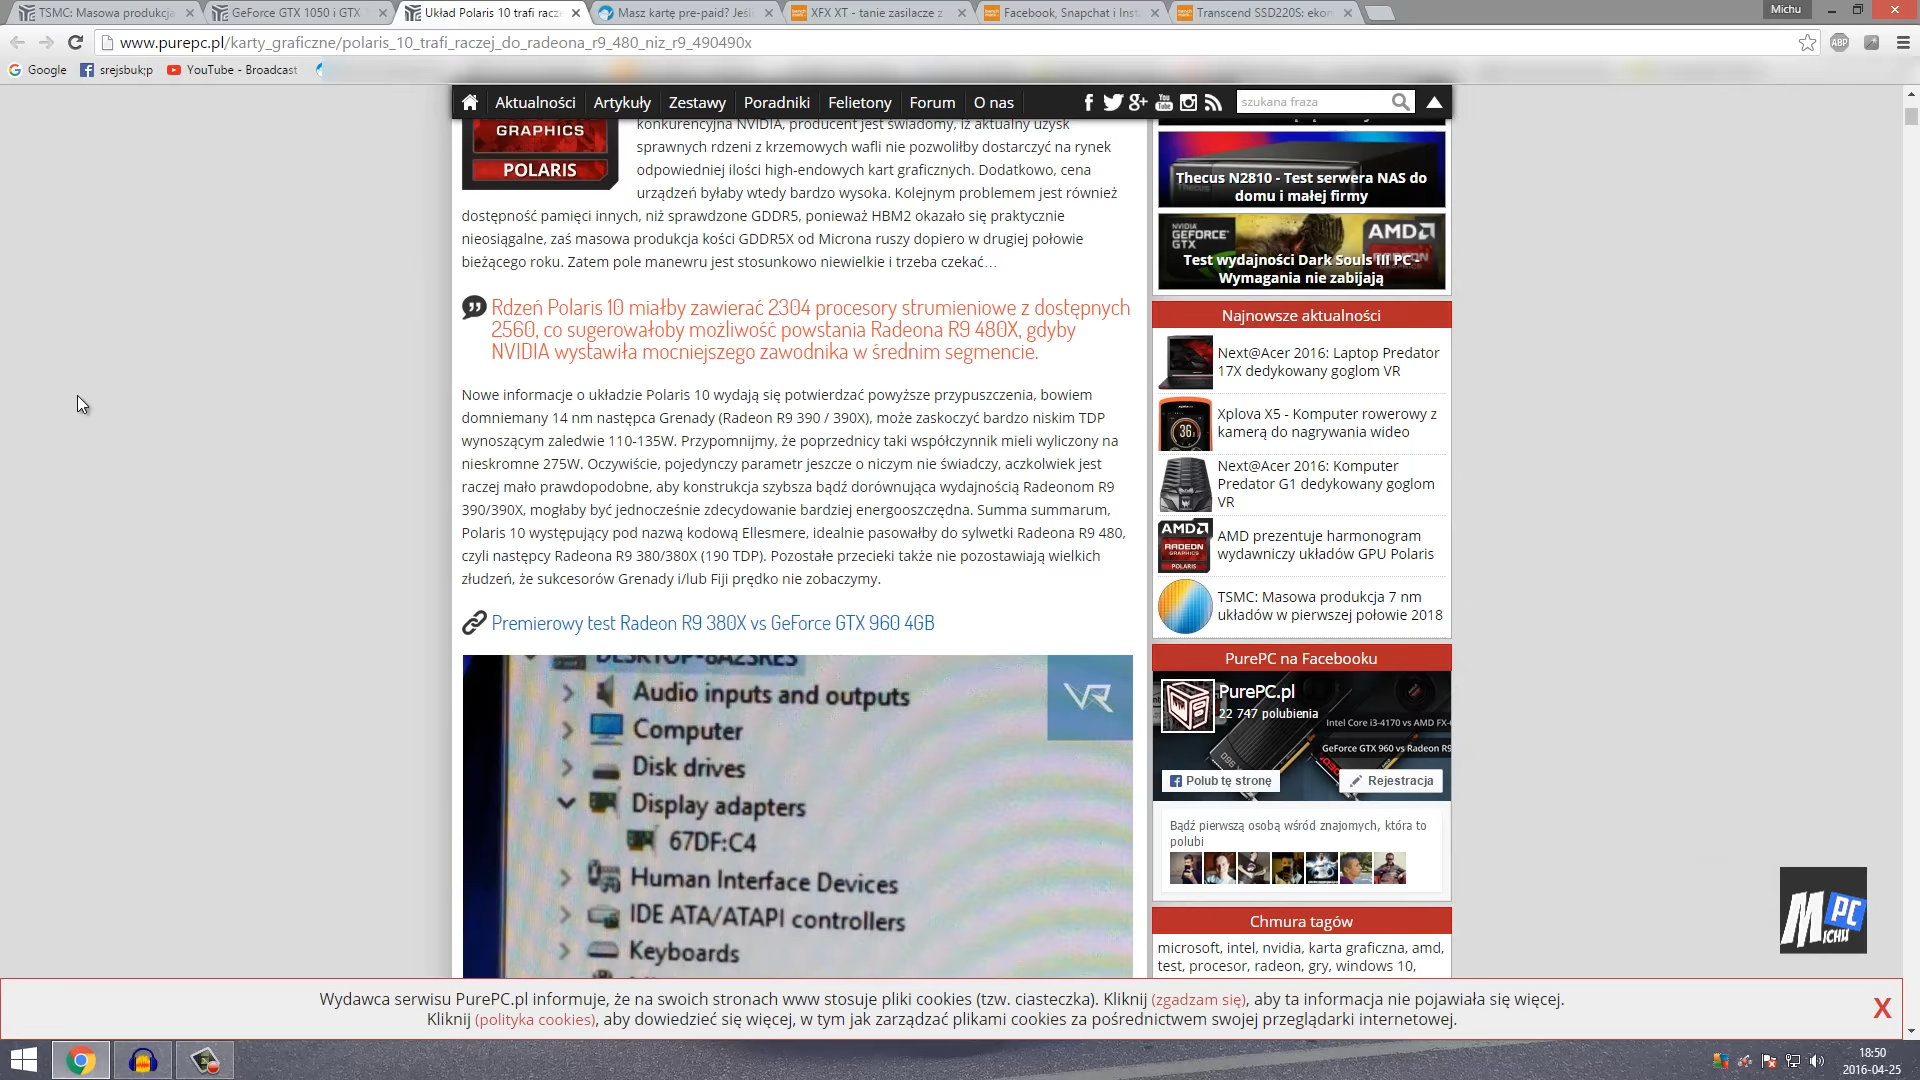 TSMC: Masowa produkcje
GeForce GTX 1050 i GTX
Układ Polaris 10 trafi racze
Masz kartę pre-paid? Jeśli
XFX XT - tanie zasilacze z
Facebook, Snapchat i Inst
Transcend SSD220S: ekon
Michu
www.purepc.pl/karty_graficzne/polaris_10_trafi_raczej_do_radeona_r9_480_niz_r9_490490x
ABP
Google
srejsbuk;p
YouTube - Broadcast
Aktualności
Artykuły
Zestawy
Poradniki
Felietony
Forum
O nas
szukana fraza
GRAPHICS
POLARIS
konkurencyjna NVIDIA, producent jest świadomy, iż aktualny uzysk
sprawnych rdzeni z krzemowych wafli nie pozwoliłby dostarczyć na rynek
odpowiedniej ilości high-endowych kart graficznych. Dodatkowo, cena
urządzeń byłaby wtedy bardzo wysoka. Kolejnym problemem jest również
dostępność pamięci innych, niż sprawdzone GDDR5, ponieważ HBM2 okazało się praktycznie
nieosiągalne, zaś masowa produkcja kości GDDR5X od Microna ruszy dopiero w drugiej połowie
bieżącego roku. Zatem pole manewru jest stosunkowo niewielkie i trzeba czekać…
Rdzeń Polaris 10 miałby zawierać 2304 procesory strumieniowe z dostępnych
2560, co sugerowałoby możliwość powstania Radeona R9 480X, gdyby
NVIDIA wystawiła mocniejszego zawodnika w średnim segmencie.
Nowe informacje o układzie Polaris 10 wydają się potwierdzać powyższe przypuszczenia, bowiem
domniemany 14 nm następca Grenady (Radeon R9 390 / 390X), może zaskoczyć bardzo niskim TDP
wynoszącym zaledwie 110-135W. Przypomnijmy, że poprzednicy taki współczynnik mieli wyliczony na
nieskromne 275W. Oczywiście, pojedynczy parametr jeszcze o niczym nie świadczy, aczkolwiek jest
raczej mało prawdopodobne, aby konstrukcja szybsza bądź dorównująca wydajnością Radeonom R9
390/390X, mogłaby być jednocześnie zdecydowanie bardziej energooszczędna. Summa summarum,
Polaris 10 występujący pod nazwą kodową Ellesmere, idealnie pasowałby do sylwetki Radeona R9 480,
czyli następcy Radeona R9 380/380X (190 TDP). Pozostałe przecieki także nie pozostawiają wielkich
złudzeń, że sukcesorów Grenady i/lub Fiji prędko nie zobaczymy.
Premierowy test Radeon R9 380X vs GeForce GTX 960 4GB
DESKTOP-8A23RES
Audio inputs and outputs
Computer
Disk drives
Display adapters
67DF:C4
Human Interface Devices
IDE ATA/ATAPI controllers
Keyboards
VR
Thecus
Thecus N2810 - Test serwera NAS do
domu i małej firmy
NVIDIA
GEFORCE
GTX
AMD
RADEON
Test wydajności Dark Souls III PC -
Wymagania nie zabijają
Najnowsze aktualności
Next@Acer 2016: Laptop Predator
17X dedykowany goglom VR
36
Xplova X5 - Komputer rowerowy z
kamerą do nagrywania wideo
Next@Acer 2016: Komputer
Predator G1 dedykowany goglom
VR
AMD
RADEON
GRAPHICS
POLARIS
AMD prezentuje harmonogram
wydawniczy układów GPU Polaris
TSMC: Masowa produkcja 7 nm
układów w pierwszej połowie 2018
PurePC na Facebooku
PurePC.pl
22 747 polubienia
Intel Core i3-4170 vs AMD FX-6
GeForce GTX 960 vs Radeon R9
Polub tę stronę
Rejestracja
Bądź pierwszą osobą wśród znajomych, która to
polubi
Chmura tagów
microsoft, intel, nvidia, karta graficzna, amd,
test, procesor, radeon, gry, windows 10,
MICHU PC
Wydawca serwisu PurePC.pl informuje, że na swoich stronach www stosuje pliki cookies (tzw. ciasteczka). Kliknij (zgadzam się), aby ta informacja nie pojawiała się więcej.
Kliknij (polityka cookies), aby dowiedzieć się więcej, w tym jak zarządzać plikami cookies za pośrednictwem swojej przeglądarki internetowej.
X
18:50
2016-04-25